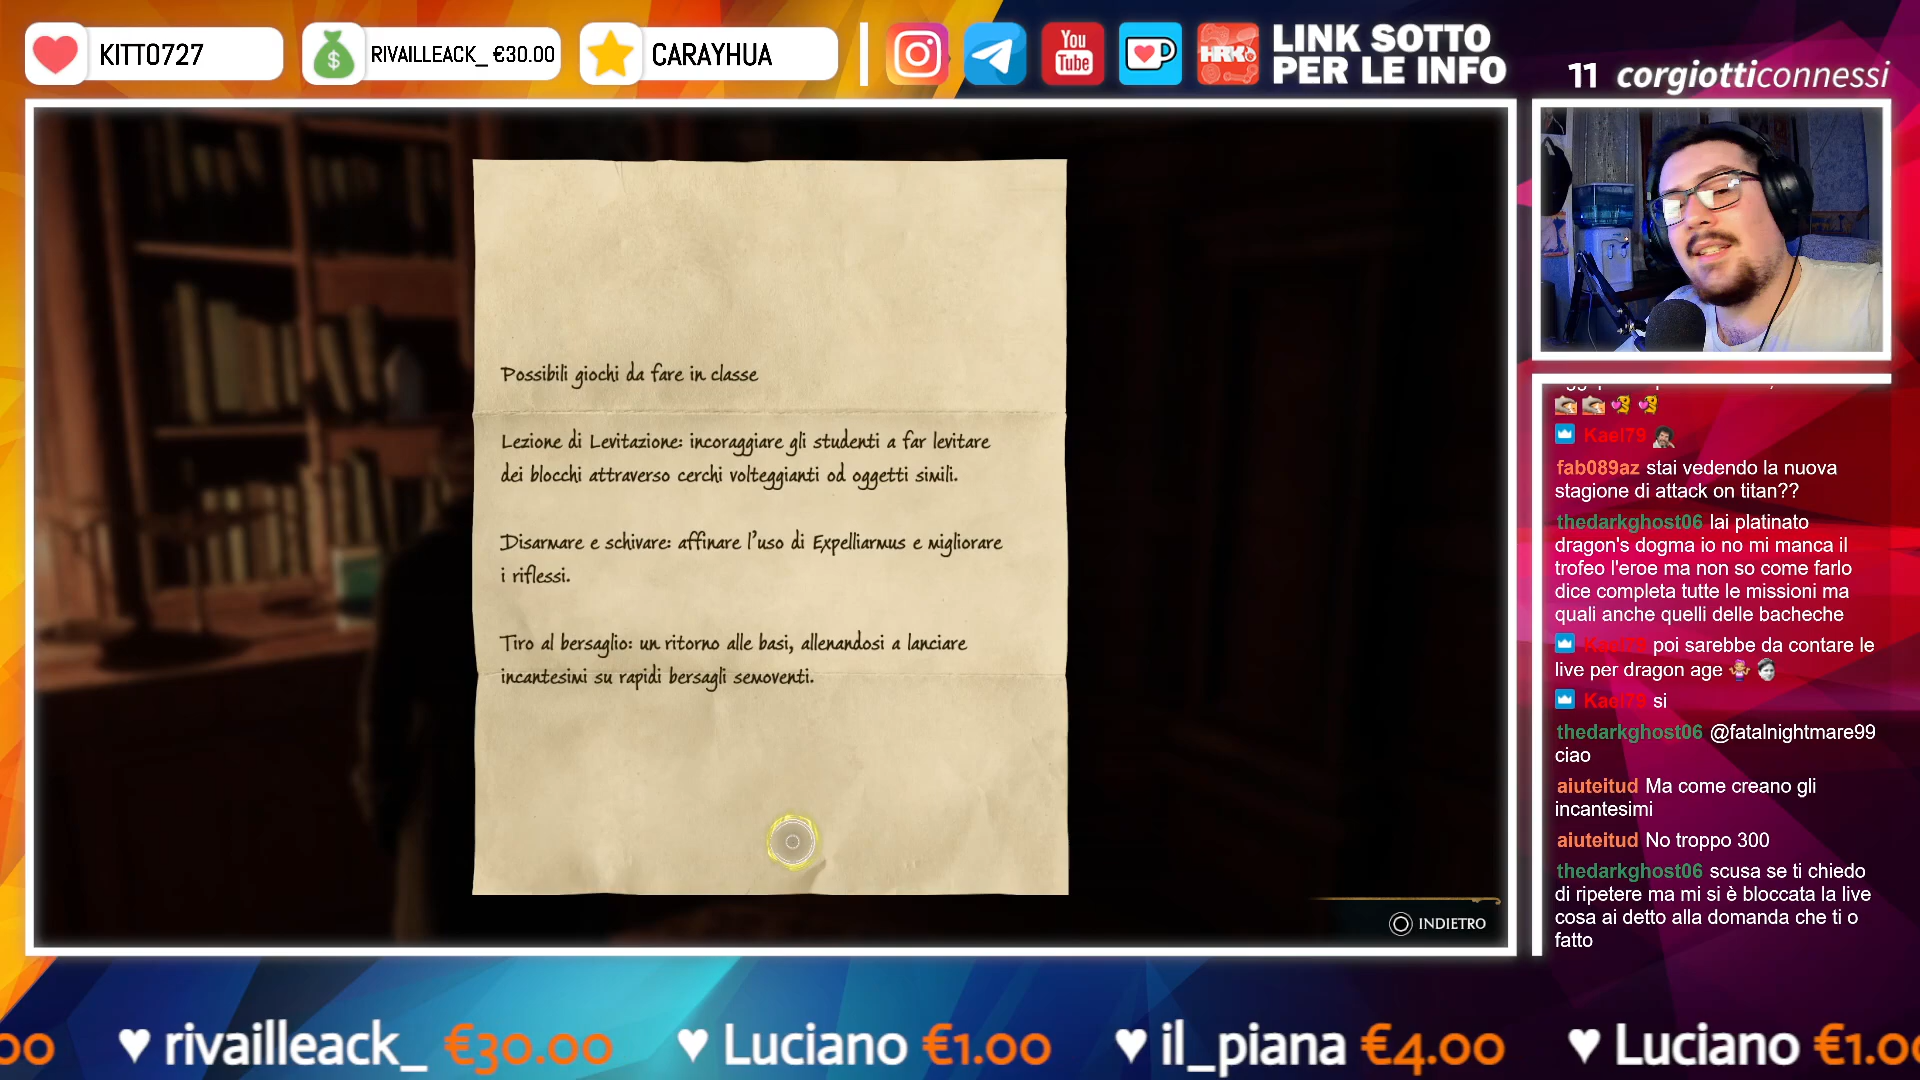 KITT0727
RIVAILLEACK_ €30.00
CARAYHUA
You
Tube
HRK
LINK SOTTO
PER LE INFO
11 corgiotticonnessi
Possibili giochi da fare in classe
Lezione di Levitazione: incoraggiare gli studenti a far levitare
dei blocchi attraverso cerchi volteggianti od oggetti simili.
Disarmare e schivare: affinare l'uso di Expelliarmus e migliorare
i riflessi.
Tiro al bersaglio: un ritorno alle basi, allenandosi a lanciare
incantesimi su rapidi bersagli semoventi.
INDIETRO
Kael79
fab089az stai vedendo la nuova
stagione di attack on titan??
thedarkghost06 lai platinato
dragon's dogma io no mi manca il
trofeo l'eroe ma non so come farlo
dice completa tutte le missioni ma
quali anche quelli delle bacheche
Kael79 poi sarebbe da contare le
live per dragon age
Kael79 si
thedarkghost06 @fatalnightmare99
ciao
aiuteitud Ma come creano gli
incantesimi
aiuteitud No troppo 300
thedarkghost06 scusa se ti chiedo
di ripetere ma mi si è bloccata la live
cosa ai detto alla domanda che ti o
fatto
00 ♥ rivailleack_ €30.00 ♥ Luciano €1.00 ♥ il_piana €4.00 ♥ Luciano €1.00